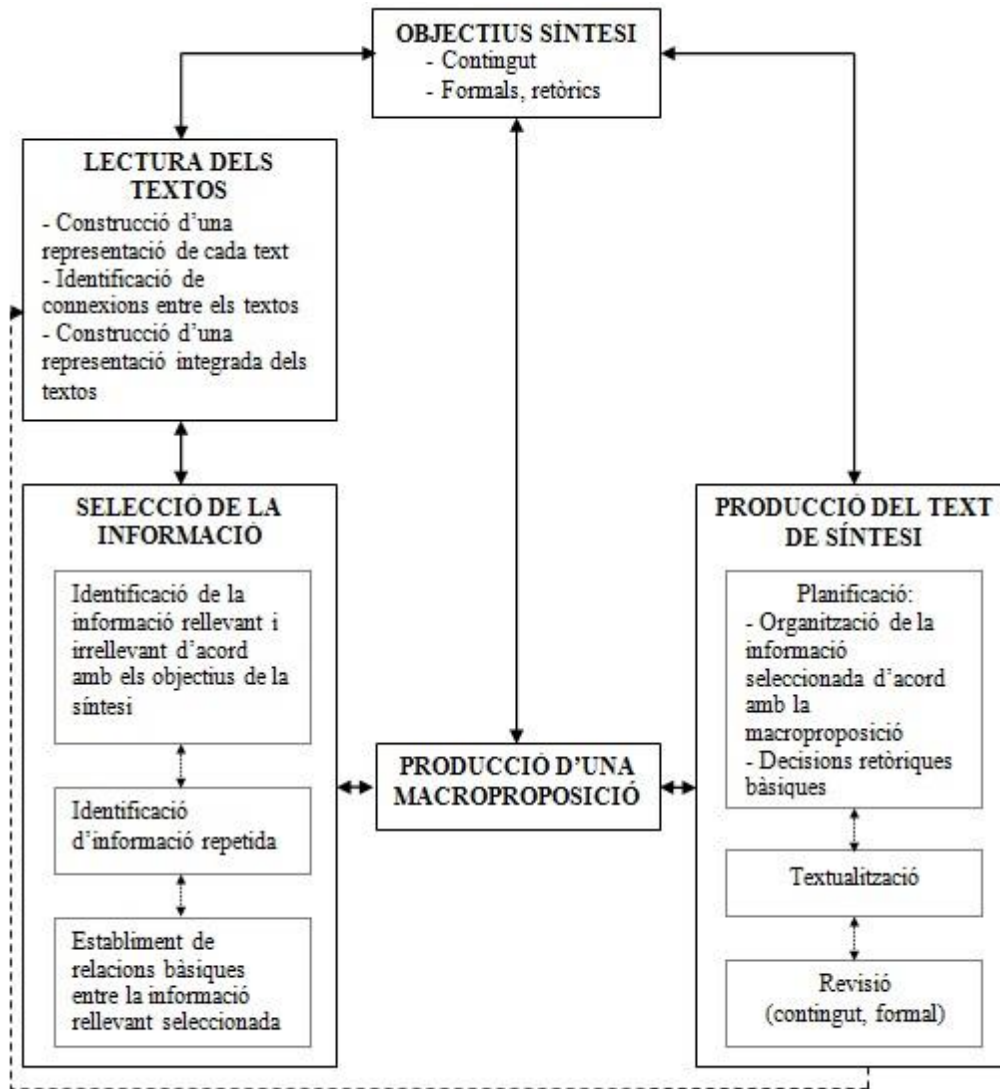 OBJECTIUS SÍNTESI
- Contingut
- Formals, retòrics
LECTURA DELS
TEXTOS
- Construcció d’una
representació de cada text
- Identificació de
connexions entre els textos
- Construcció d’una
representació integrada dels
textos
SELECCIÓ DE LA
INFORMACIÓ
Identificació de la
informació rellevant i
irrellevant d’acord
amb els objectius de la
síntesi
Identificació
d’informació repetida
Establiment de
relacions bàsiques
entre la informació
rellevant seleccionada
PRODUCCIÓ D’UNA
MACROPROPOSICIÓ
PRODUCCIÓ DEL TEXT
DE SÍNTESI
Planificació:
- Organització de la
informació
seleccionada d’acord
amb la
macroproposició
- Decisions retòriques
bàsiques
Textualització
Revisió
(contingut, formal)